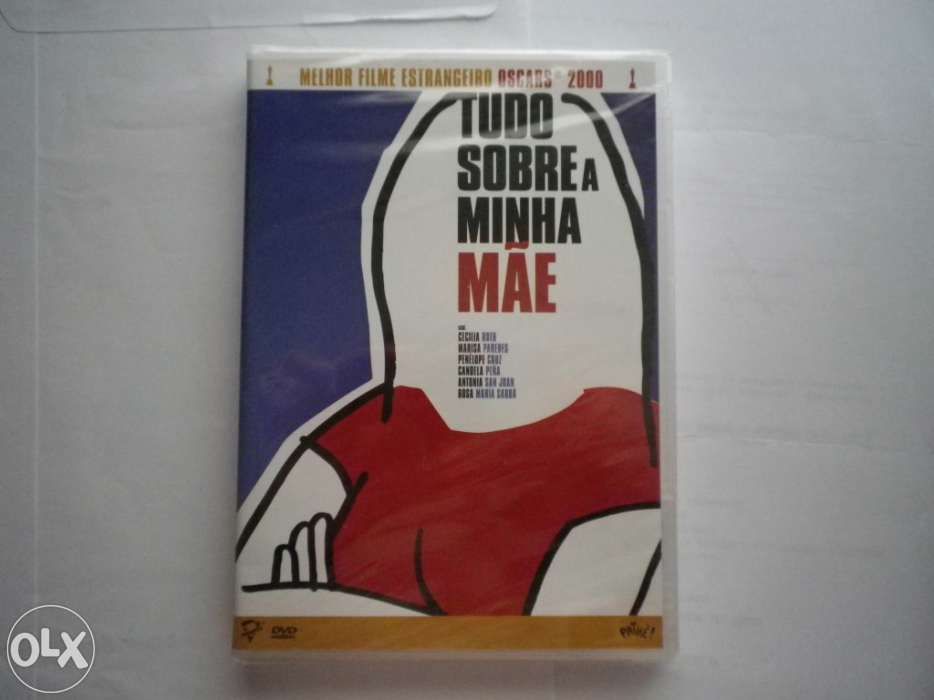 MELHOR FILME ESTRANGEIRO OSCARS® 2000
TUDO
SOBRE A
MINHA
MÃE
CECILIA ROTH
MARISA PAREDES
PENÉLOPE CRUZ
CANDELA PEÑA
ANTONIA SAN JUAN
ROSA MARIA SARDÀ
DVD
PRISVÍDEO
OLX